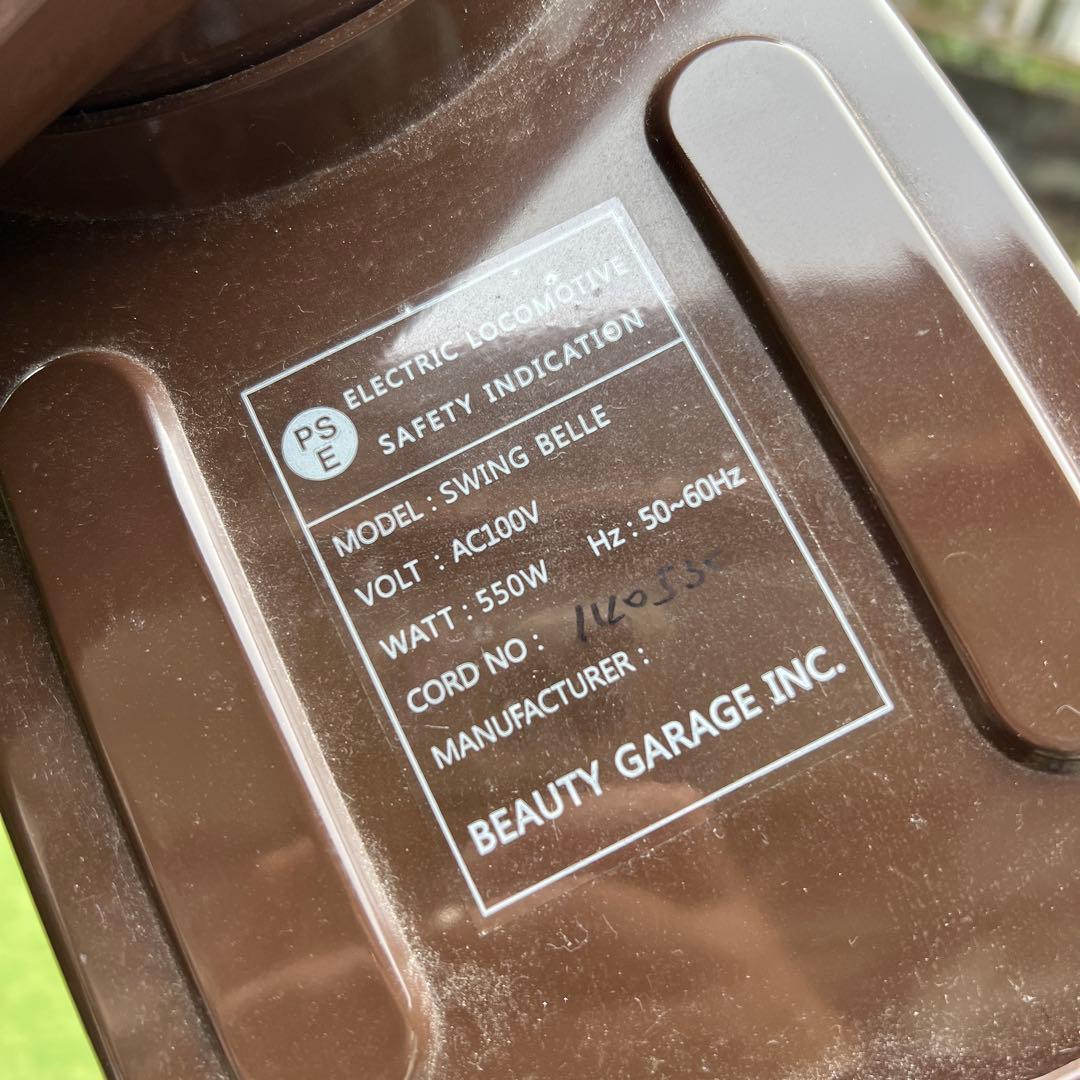 PSE
ELECTRIC LOCOMOTIVE
SAFETY INDICATION
MODEL : SWING BELLE
VOLT : AC100V
WATT : 550W Hz : 50~60Hz
CORD NO :
MANUFACTURER :
BEAUTY GARAGE INC.